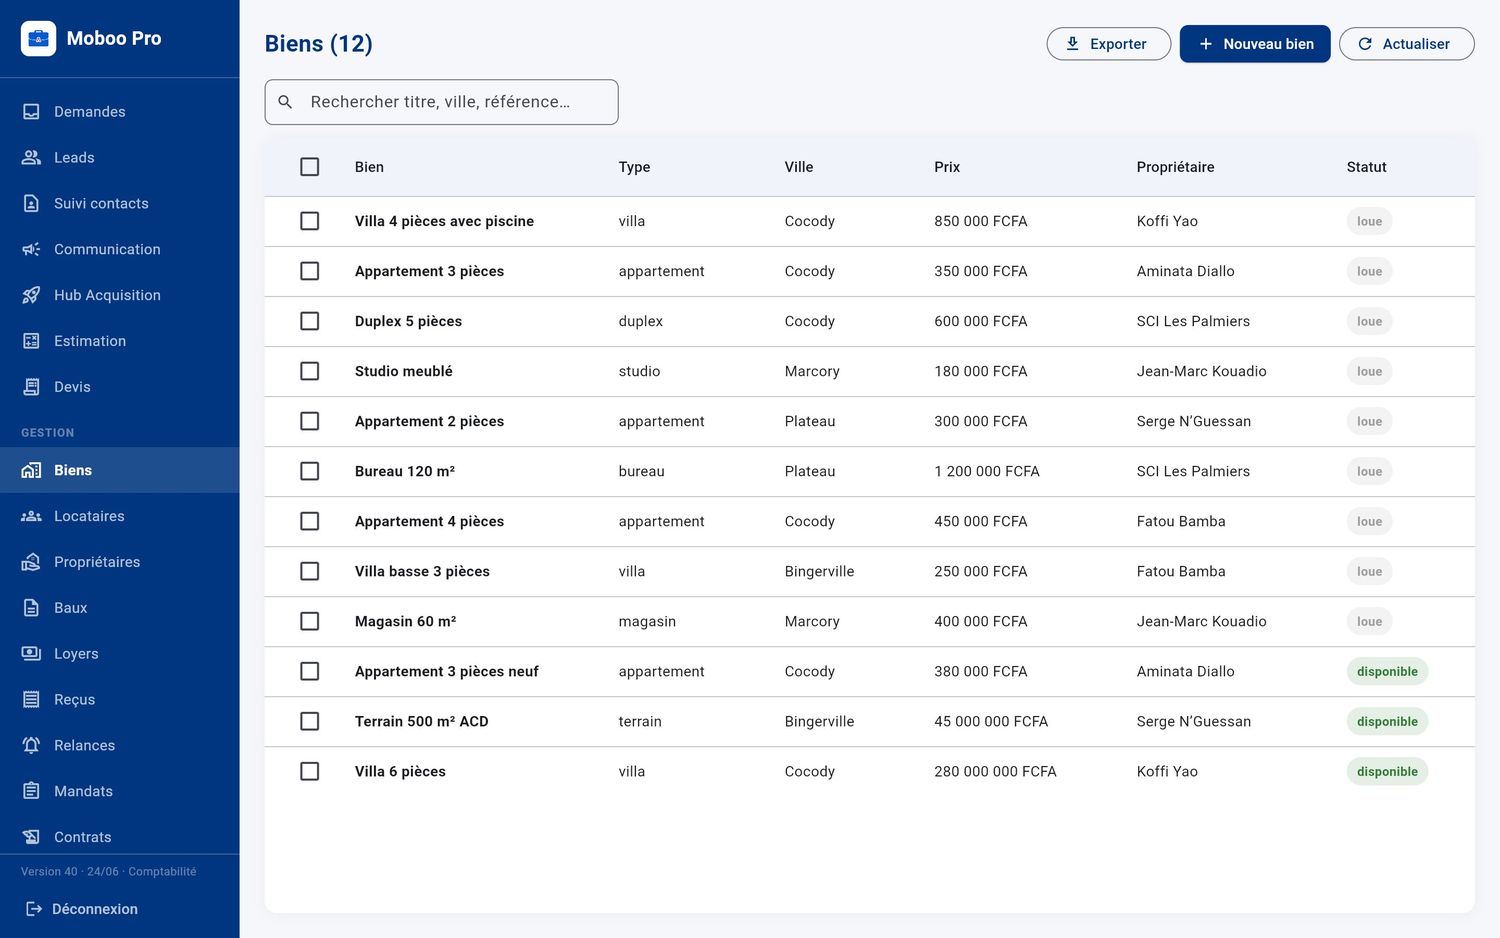 Moboo Pro
Demandes
Leads
Suivi contacts
Communication
Hub Acquisition
Estimation
Devis
GESTION
Biens
Locataires
Propriétaires
Baux
Loyers
Reçus
Relances
Mandats
Contrats
Version 40 · 24/06 · Comptabilité
Déconnexion
Biens (12)
Exporter
Nouveau bien
Actualiser
Rechercher titre, ville, référence…
Bien Type Ville Prix Propriétaire Statut
Villa 4 pièces avec piscine villa Cocody 850 000 FCFA Koffi Yao loue
Appartement 3 pièces appartement Cocody 350 000 FCFA Aminata Diallo loue
Duplex 5 pièces duplex Cocody 600 000 FCFA SCI Les Palmiers loue
Studio meublé studio Marcory 180 000 FCFA Jean-Marc Kouadio loue
Appartement 2 pièces appartement Plateau 300 000 FCFA Serge N’Guessan loue
Bureau 120 m² bureau Plateau 1 200 000 FCFA SCI Les Palmiers loue
Appartement 4 pièces appartement Cocody 450 000 FCFA Fatou Bamba loue
Villa basse 3 pièces villa Bingerville 250 000 FCFA Fatou Bamba loue
Magasin 60 m² magasin Marcory 400 000 FCFA Jean-Marc Kouadio loue
Appartement 3 pièces neuf appartement Cocody 380 000 FCFA Aminata Diallo disponible
Terrain 500 m² ACD terrain Bingerville 45 000 000 FCFA Serge N’Guessan disponible
Villa 6 pièces villa Cocody 280 000 000 FCFA Koffi Yao disponible